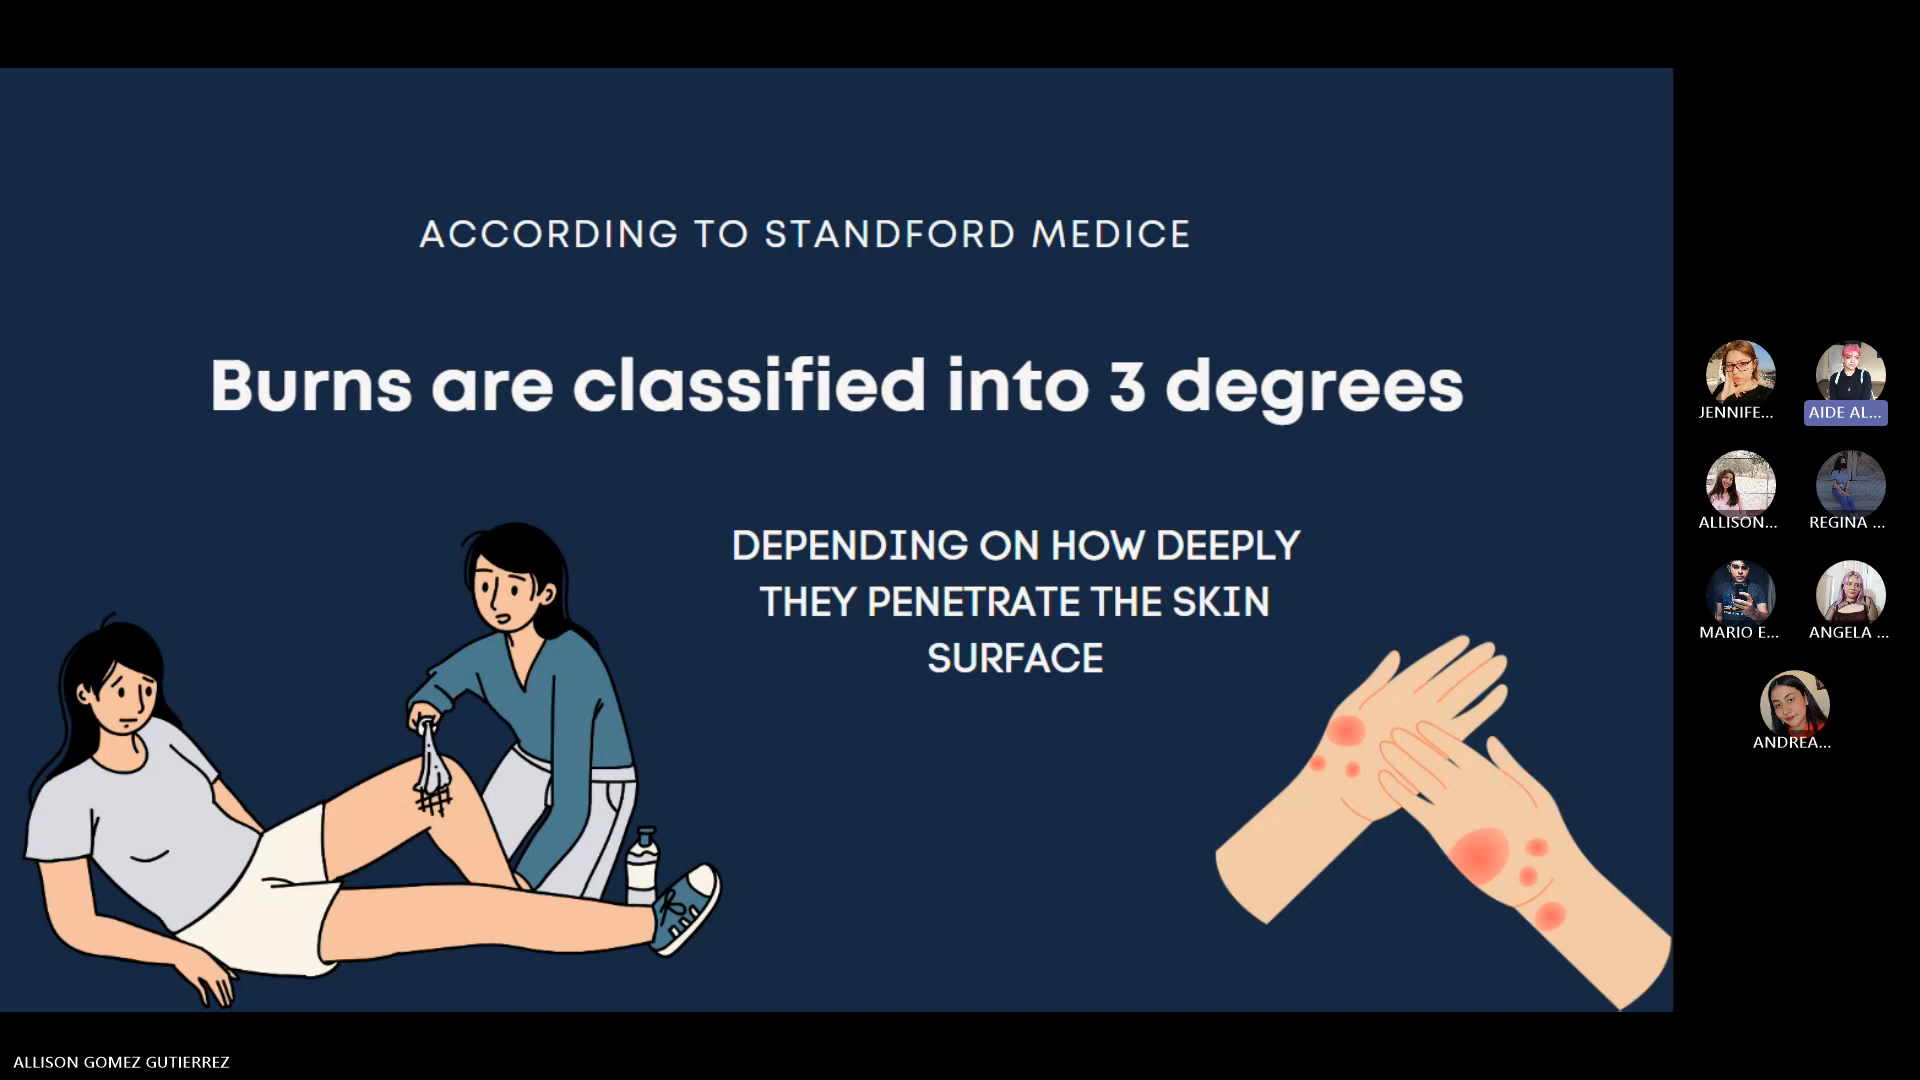 ACCORDING TO STANDFORD MEDICE
Burns are classified into 3 degrees
DEPENDING ON HOW DEEPLY
THEY PENETRATE THE SKIN
SURFACE
JENNIFE...
AIDE AL...
ALLISON...
REGINA ...
MARIO E...
ANGELA ...
ANDREA...
ALLISON GOMEZ GUTIERREZ